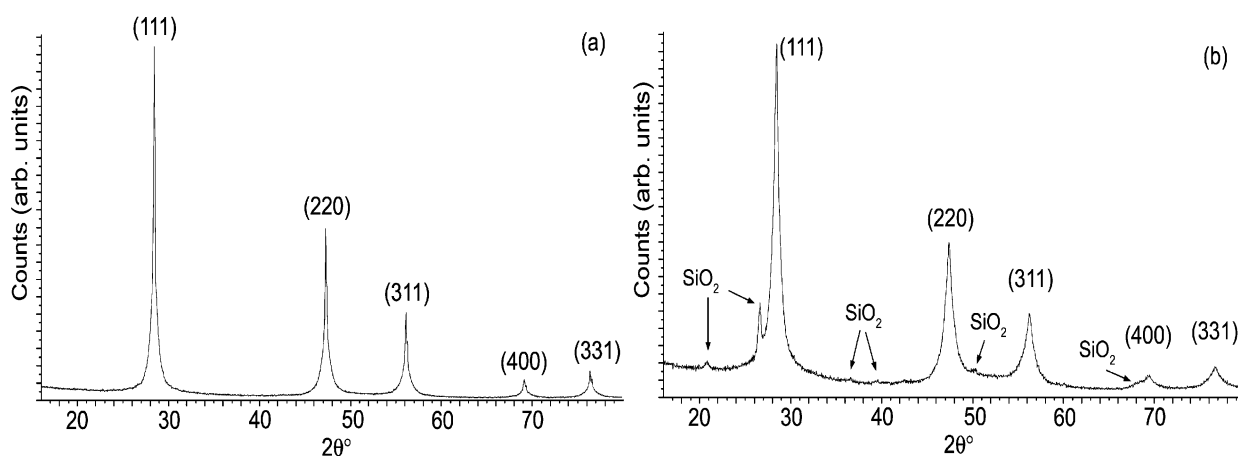 (111)
(a)
(220)
(311)
(400)
(331)
Counts (arb. units)
20 30 40 50 60 70
2θ°
(111)
(b)
(220)
(311)
SiO₂
SiO₂
SiO₂
SiO₂
(400)
(331)
Counts (arb. units)
20 30 40 50 60 70
2θ°